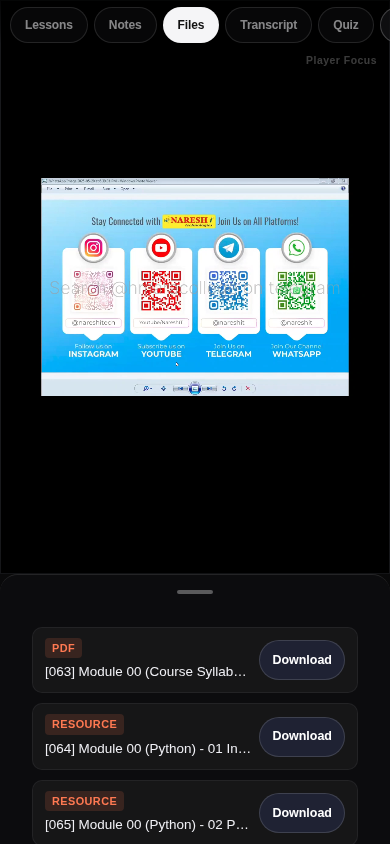 Lessons
Notes
Files
Transcript
Quiz
Player Focus
Stay Connected with NARESH i Join Us on All Platforms!
@nareshitech
Youtube/Nareshit
@nareshit
@nareshit
Follow us on
INSTAGRAM
Subscribe us on
YOUTUBE
Join Us on
TELEGRAM
Join Our Channel
WHATSAPP
PDF
[063] Module 00 (Course Syllab…
Download
RESOURCE
[064] Module 00 (Python) - 01 In…
Download
RESOURCE
[065] Module 00 (Python) - 02 P…
Download